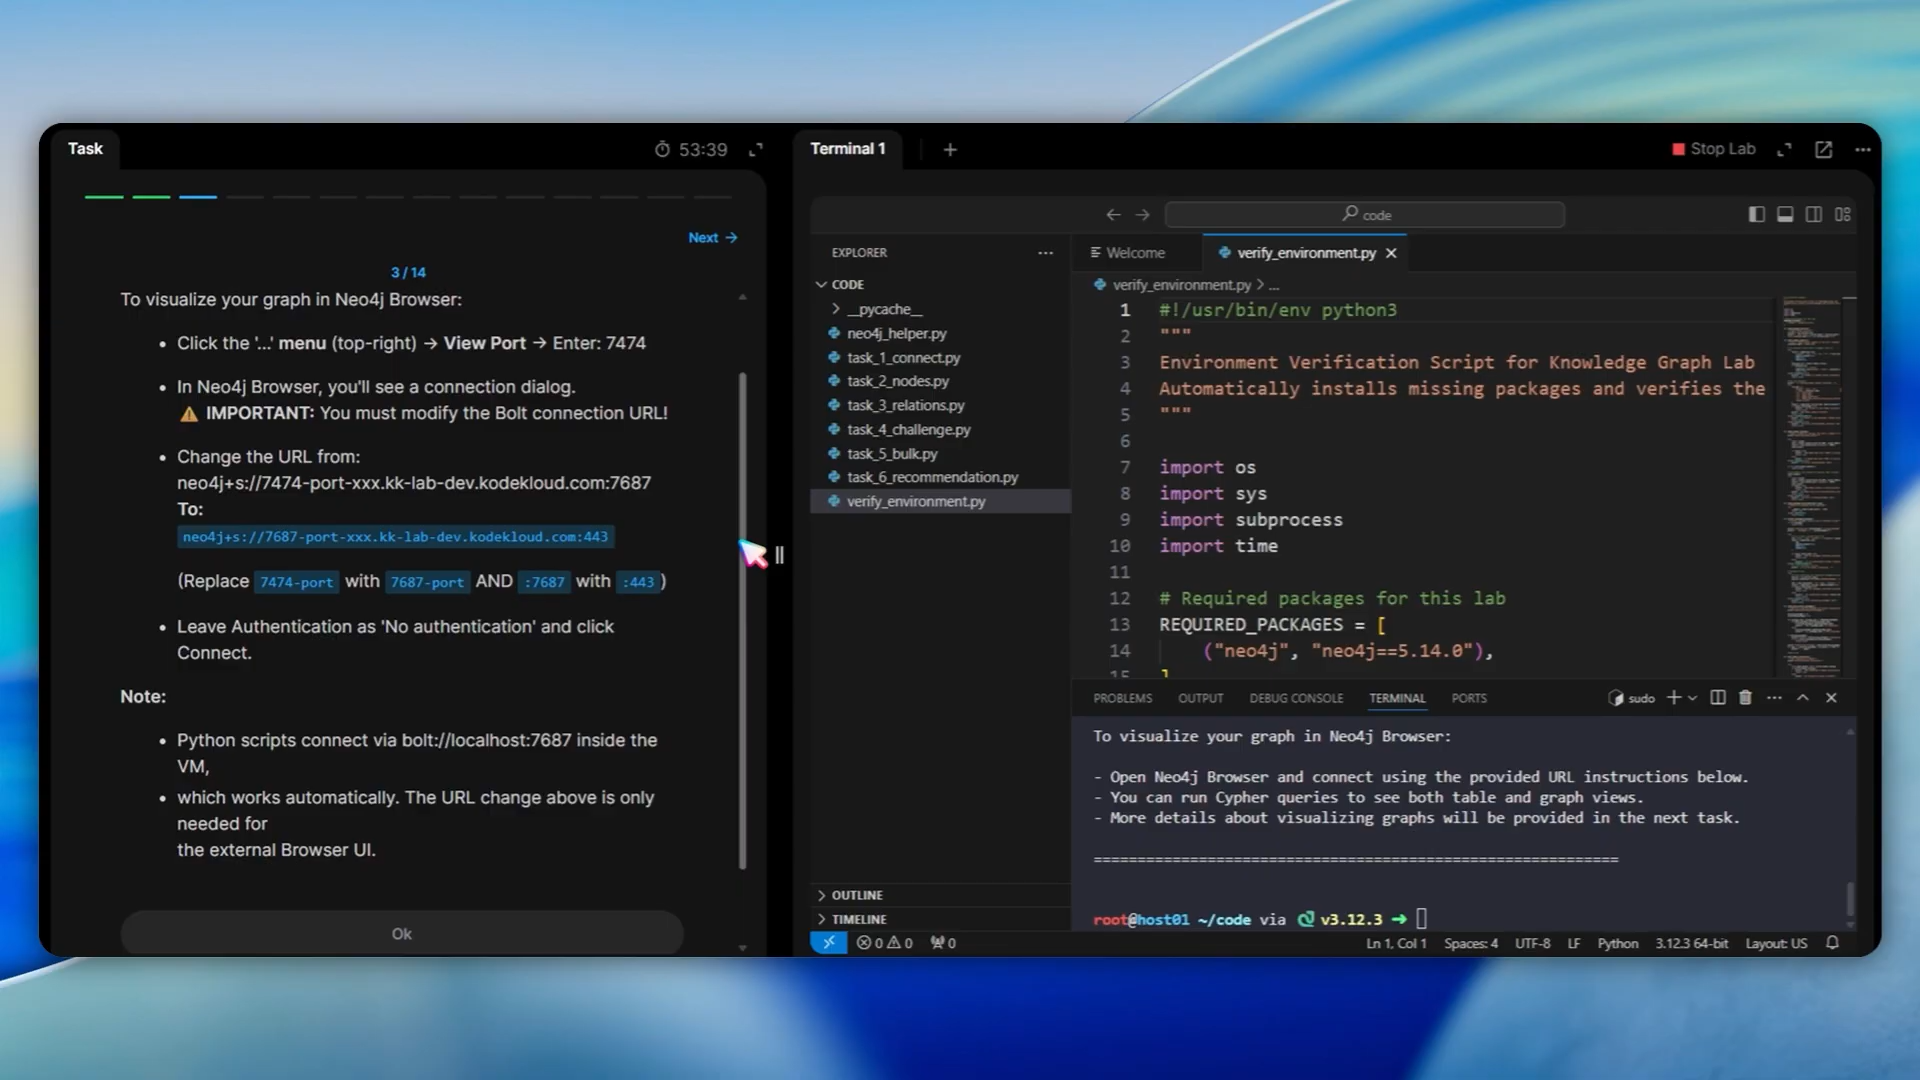 Task
53:39
Next →
3 / 14
To visualize your graph in Neo4j Browser:
• Click the '...' menu (top-right) → View Port → Enter: 7474
• In Neo4j Browser, you'll see a connection dialog.
⚠ IMPORTANT: You must modify the Bolt connection URL!
• Change the URL from:
neo4j+s://7474-port-xxx.kk-lab-dev.kodekloud.com:7687
To:
neo4j+s://7687-port-xxx.kk-lab-dev.kodekloud.com:443
(Replace 7474-port with 7687-port AND :7687 with :443)
• Leave Authentication as 'No authentication' and click
Connect.
Note:
• Python scripts connect via bolt://localhost:7687 inside the
VM,
• which works automatically. The URL change above is only
needed for
the external Browser UI.
Ok
Terminal 1
+
Stop Lab
...
code
EXPLORER
...
CODE
__pycache__
neo4j_helper.py
task_1_connect.py
task_2_nodes.py
task_3_relations.py
task_4_challenge.py
task_5_bulk.py
task_6_recommendation.py
verify_environment.py
OUTLINE
TIMELINE
Welcome
verify_environment.py
verify_environment.py > ...
1 #!/usr/bin/env python3
2 """
3 Environment Verification Script for Knowledge Graph Lab
4 Automatically installs missing packages and verifies the
5 """
6
7 import os
8 import sys
9 import subprocess
10 import time
11
12 # Required packages for this lab
13 REQUIRED_PACKAGES = [
14 ("neo4j", "neo4j==5.14.0"),
15 ]
PROBLEMS OUTPUT DEBUG CONSOLE TERMINAL PORTS
sudo
To visualize your graph in Neo4j Browser:
- Open Neo4j Browser and connect using the provided URL instructions below.
- You can run Cypher queries to see both table and graph views.
- More details about visualizing graphs will be provided in the next task.
============================================================
root@host01 ~/code via v3.12.3 ➜
0 0 0
Ln 1, Col 1 Spaces: 4 UTF-8 LF Python 3.12.3 64-bit Layout: US